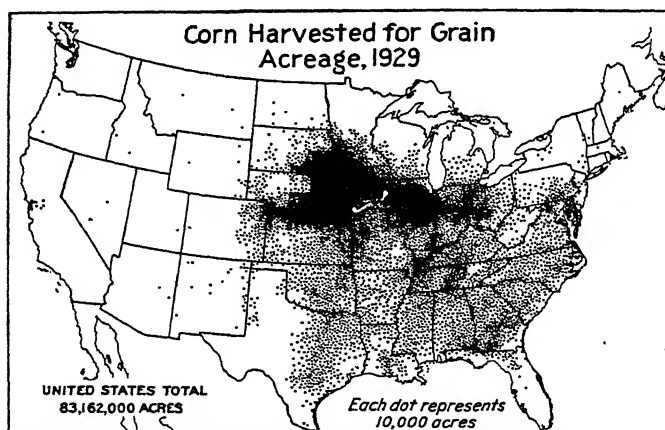 Corn Harvested for Grain
Acreage, 1929
UNITED STATES TOTAL
83,162,000 ACRES
Each dot represents
10,000 acres